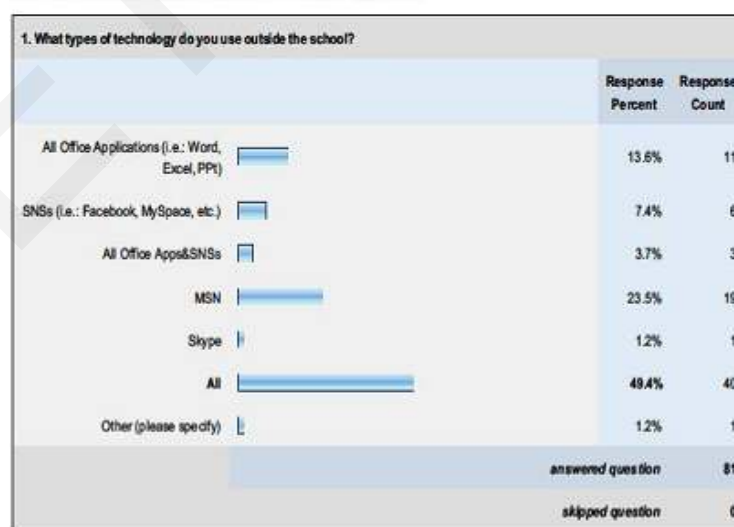 1. What types of technology do you use outside the school?
Response Percent
Response Count
All Office Applications (i.e.: Word, Excel, PPt) 13.6% 11
SNSs (i.e.: Facebook, MySpace, etc.) 7.4% 6
All Office Apps&SNSs 3.7% 3
MSN 23.5% 19
Skype 1.2% 1
All 49.4% 40
Other (please specify) 1.2% 1
answered question 81
skipped question 0